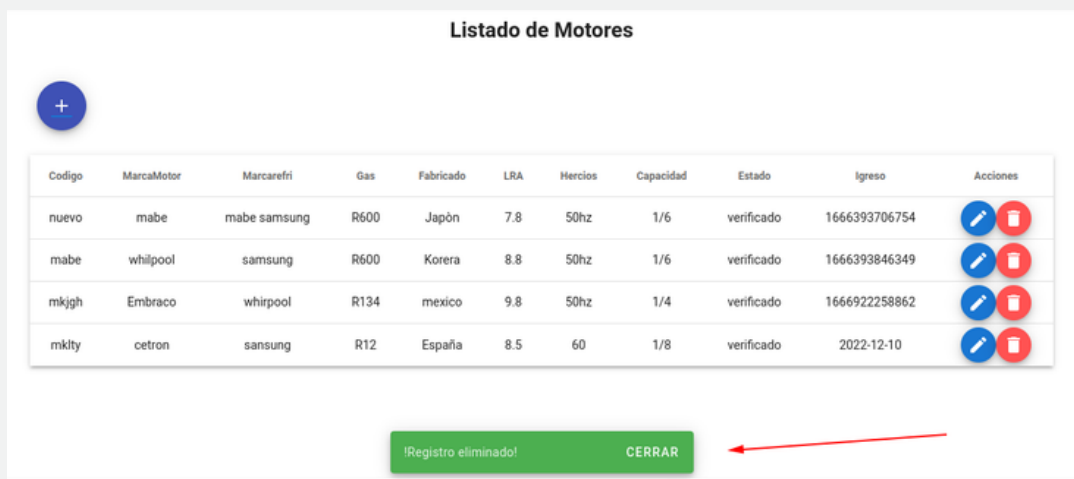 Listado de Motores
+
Codigo MarcaMotor Marcarefri Gas Fabricado LRA Hercios Capacidad Estado Igreso Acciones
nuevo mabe mabe samsung R600 Japòn 7.8 50hz 1/6 verificado 1666393706754
mabe whilpool samsung R600 Korera 8.8 50hz 1/6 verificado 1666393846349
mkjgh Embraco whirpool R134 mexico 9.8 50hz 1/4 verificado 1666922258862
mklty cetron sansung R12 España 8.5 60 1/8 verificado 2022-12-10
!Registro eliminado! CERRAR